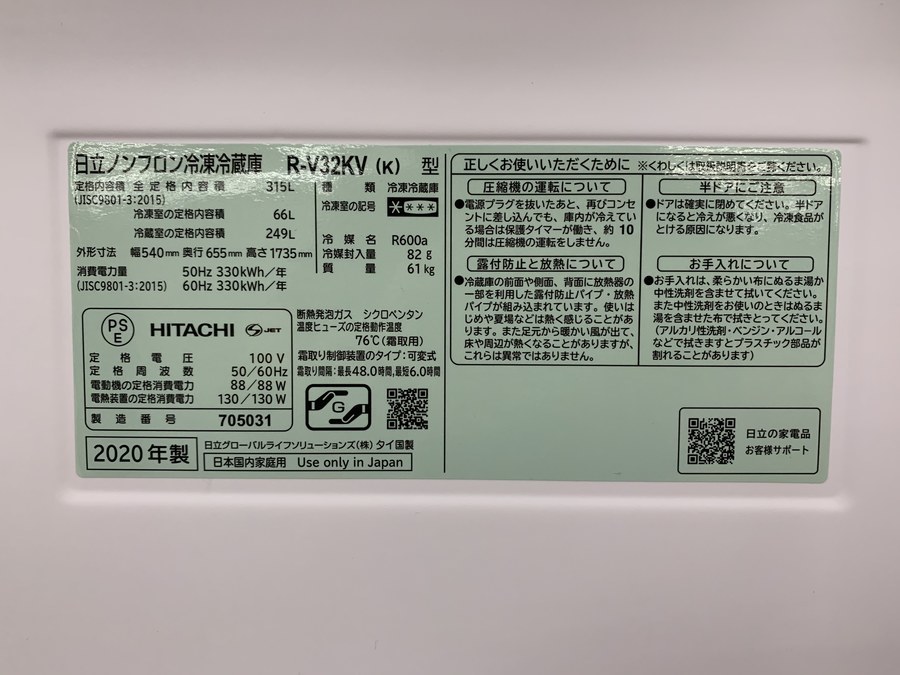 日立ノンフロン冷凍冷蔵庫 R-V32KV (K) 型
定格内容積 全定格内容積 315L
(JISC9801-3:2015)
冷凍室の定格内容積 66L
冷蔵室の定格内容積 249L
外形寸法 幅540mm 奥行655mm 高さ1735mm
消費電力量 50Hz 330kWh/年
(JISC9801-3:2015) 60Hz 330kWh/年
種類 冷凍冷蔵庫
冷凍室の記号 ****
冷媒名 R600a
冷媒封入量 82g
質量 61kg
PSE HITACHI S-JET
定格電圧 100V
定格周波数 50/60Hz
電動機の定格消費電力 88/88W
電熱装置の定格消費電力 130/130W
製造番号 705031
断熱発泡ガス シクロペンタン
温度ヒューズの定格動作温度
76℃(霜取用)
霜取り制御装置のタイプ:可変式
霜取り間隔:最長48.0時間,最短6.0時間
G
2020年製
日立グローバルライフソリューションズ(株) タイ国製
日本国内家庭用 Use only in Japan
正しくお使いいただくために ※くわしくは取扱説明書をご覧ください。
圧縮機の運転について
●電源プラグを抜いたあと、再びコンセ
ントに差し込んでも、庫内が冷えてい
る場合は保護タイマーが働き、約10
分間は圧縮機の運転をしません。
露付防止と放熱について
●冷蔵庫の前面や側面、背面に放熱器の
一部を利用した露付防止パイプ・放熱
パイプが組み込まれています。使いは
じめや夏場などは熱く感じることがあ
ります。また足元から暖かい風が出て、
床や周辺が熱くなることがありますが、
これらは異常ではありません。
半ドアにご注意
●ドアは確実に閉めてください。半ドア
になると冷えが悪くなり、冷凍食品が
とける原因になります。
お手入れについて
●お手入れは、柔らかい布にぬるま湯か
中性洗剤を含ませて拭いてください。
また中性洗剤をお使いのときはぬるま
湯を含ませた布で拭きとってください。
(アルカリ性洗剤・ベンジン・アルコール
などで拭きますとプラスチック部品が
割れることがあります)
日立の家電品
お客様サポート